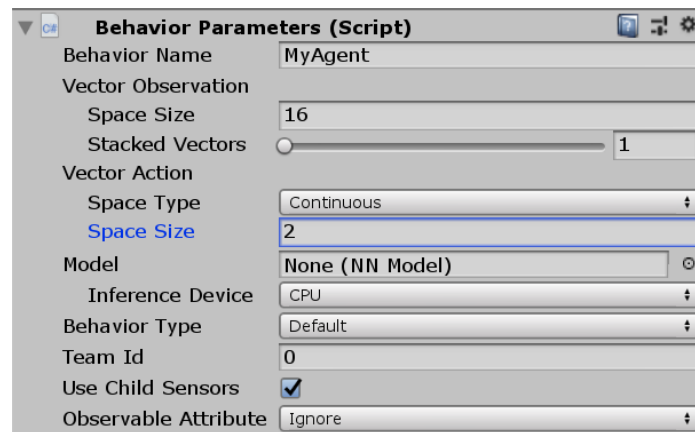 C# Behavior Parameters (Script)
Behavior Name MyAgent
Vector Observation
Space Size 16
Stacked Vectors 1
Vector Action
Space Type Continuous
Space Size 2
Model None (NN Model)
Inference Device CPU
Behavior Type Default
Team Id 0
Use Child Sensors
Observable Attribute Ignore